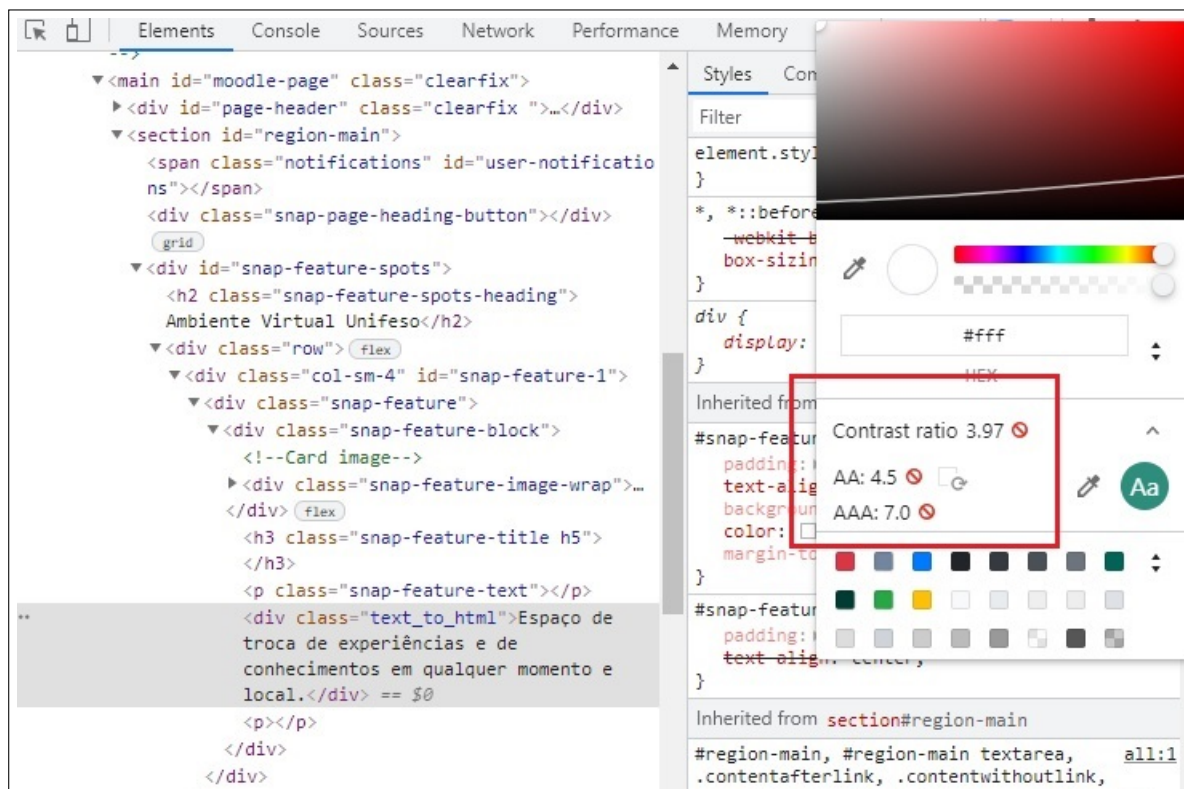 Elements Console Sources Network Performance Memory
-->
▼<main id="moodle-page" class="clearfix">
▶<div id="page-header" class="clearfix ">…</div>
▼<section id="region-main">
<span class="notifications" id="user-notificatio
ns"></span>
<div class="snap-page-heading-button"></div>
grid
▼<div id="snap-feature-spots">
<h2 class="snap-feature-spots-heading">
Ambiente Virtual Unifeso</h2>
▼<div class="row"> flex
▼<div class="col-sm-4" id="snap-feature-1">
▼<div class="snap-feature">
▼<div class="snap-feature-block">
<!--Card image-->
▶<div class="snap-feature-image-wrap">…
</div> flex
<h3 class="snap-feature-title h5">
</h3>
<p class="snap-feature-text"></p>
<div class="text_to_html">Espaço de
troca de experiências e de
conhecimentos em qualquer momento e
local.</div> == $0
<p></p>
</div>
</div>
Styles Con
Filter
element.styl
}
*, *::before
-webkit-b
box-sizin
}
div {
display:
}
Inherited from
#snap-featur
padding:
text-alig
background
color:
margin-to
}
#snap-featur
padding:
text-align: center;
}
Inherited from section#region-main
#region-main, #region-main textarea, all:1
.contentafterlink, .contentwithoutlink,
#fff
HEX
Contrast ratio 3.97
AA: 4.5
Aa
AAA: 7.0